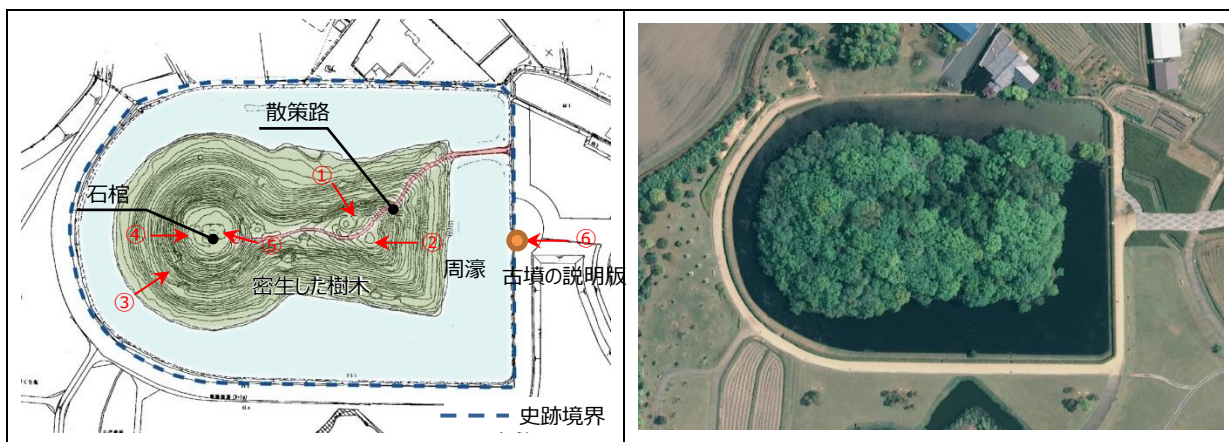 散策路
①
石棺
④
⑤
②
周濠
⑥
古墳の説明版
③
密生した樹木
史跡境界